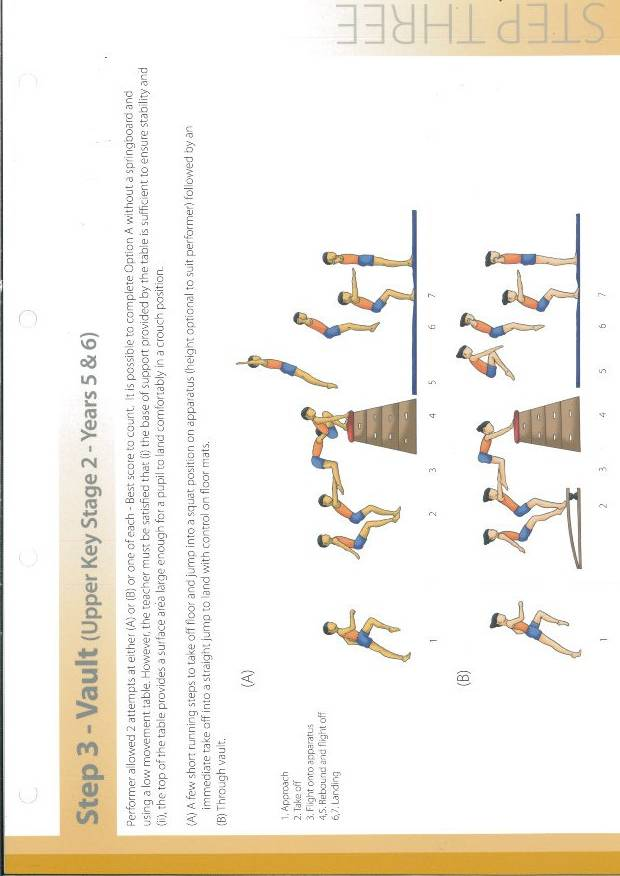 STEP THREE
Step 3 - Vault (Upper Key Stage 2 - Years 5 & 6)
Performer allowed 2 attempts at either (A) or (B) or one of each - Best score to count. It is possible to complete Option A without a springboard and
using a low movement table. However, the teacher must be satisfied that (i) the base of support provided by the table is sufficient to ensure stability and
(ii), the top of the table provides a surface area large enough for a pupil to land comfortably in a crouch position.
(A) A few short running steps to take off floor and jump into a squat position on apparatus (height optional to suit performer) followed by an
immediate take off into a straight jump to land with control on floor mats.
(B) Through vault.
1. Approach
2. Take off
3. Flight onto apparatus
4,5. Rebound and flight off
6,7. Landing
(A)
1 2 3 4 5 6 7
(B)
1 2 3 4 5 6 7